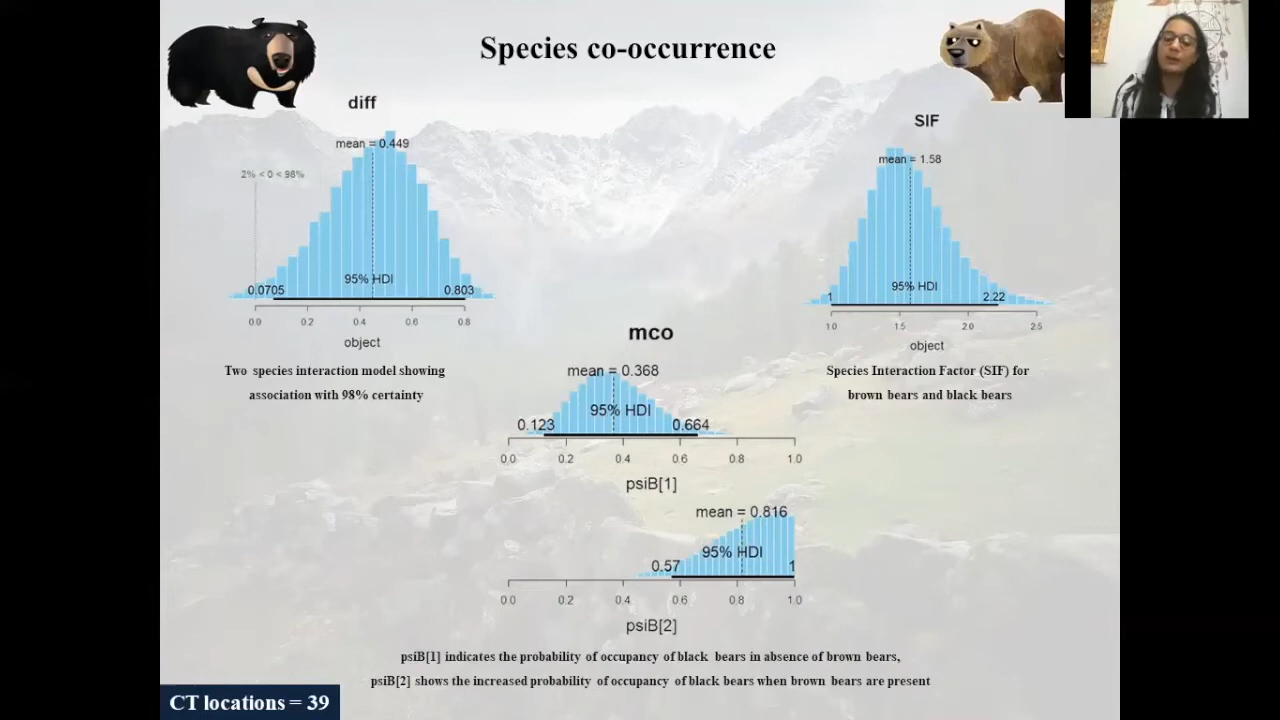 Species co-occurrence
diff
mean = 0.449
2% < 0 < 98%
95% HDI
0.0705
0.803
0.0 0.2 0.4 0.6 0.8
object
Two species interaction model showing
association with 98% certainty
SIF
mean = 1.58
95% HDI
1
2.22
1.0 1.5 2.0 2.5
object
Species Interaction Factor (SIF) for
brown bears and black bears
mco
mean = 0.368
95% HDI
0.123
0.664
0.0 0.2 0.4 0.6 0.8 1.0
psiB[1]
mean = 0.816
95% HDI
0.57
1
0.0 0.2 0.4 0.6 0.8 1.0
psiB[2]
psiB[1] indicates the probability of occupancy of black bears in absence of brown bears,
psiB[2] shows the increased probability of occupancy of black bears when brown bears are present
CT locations = 39